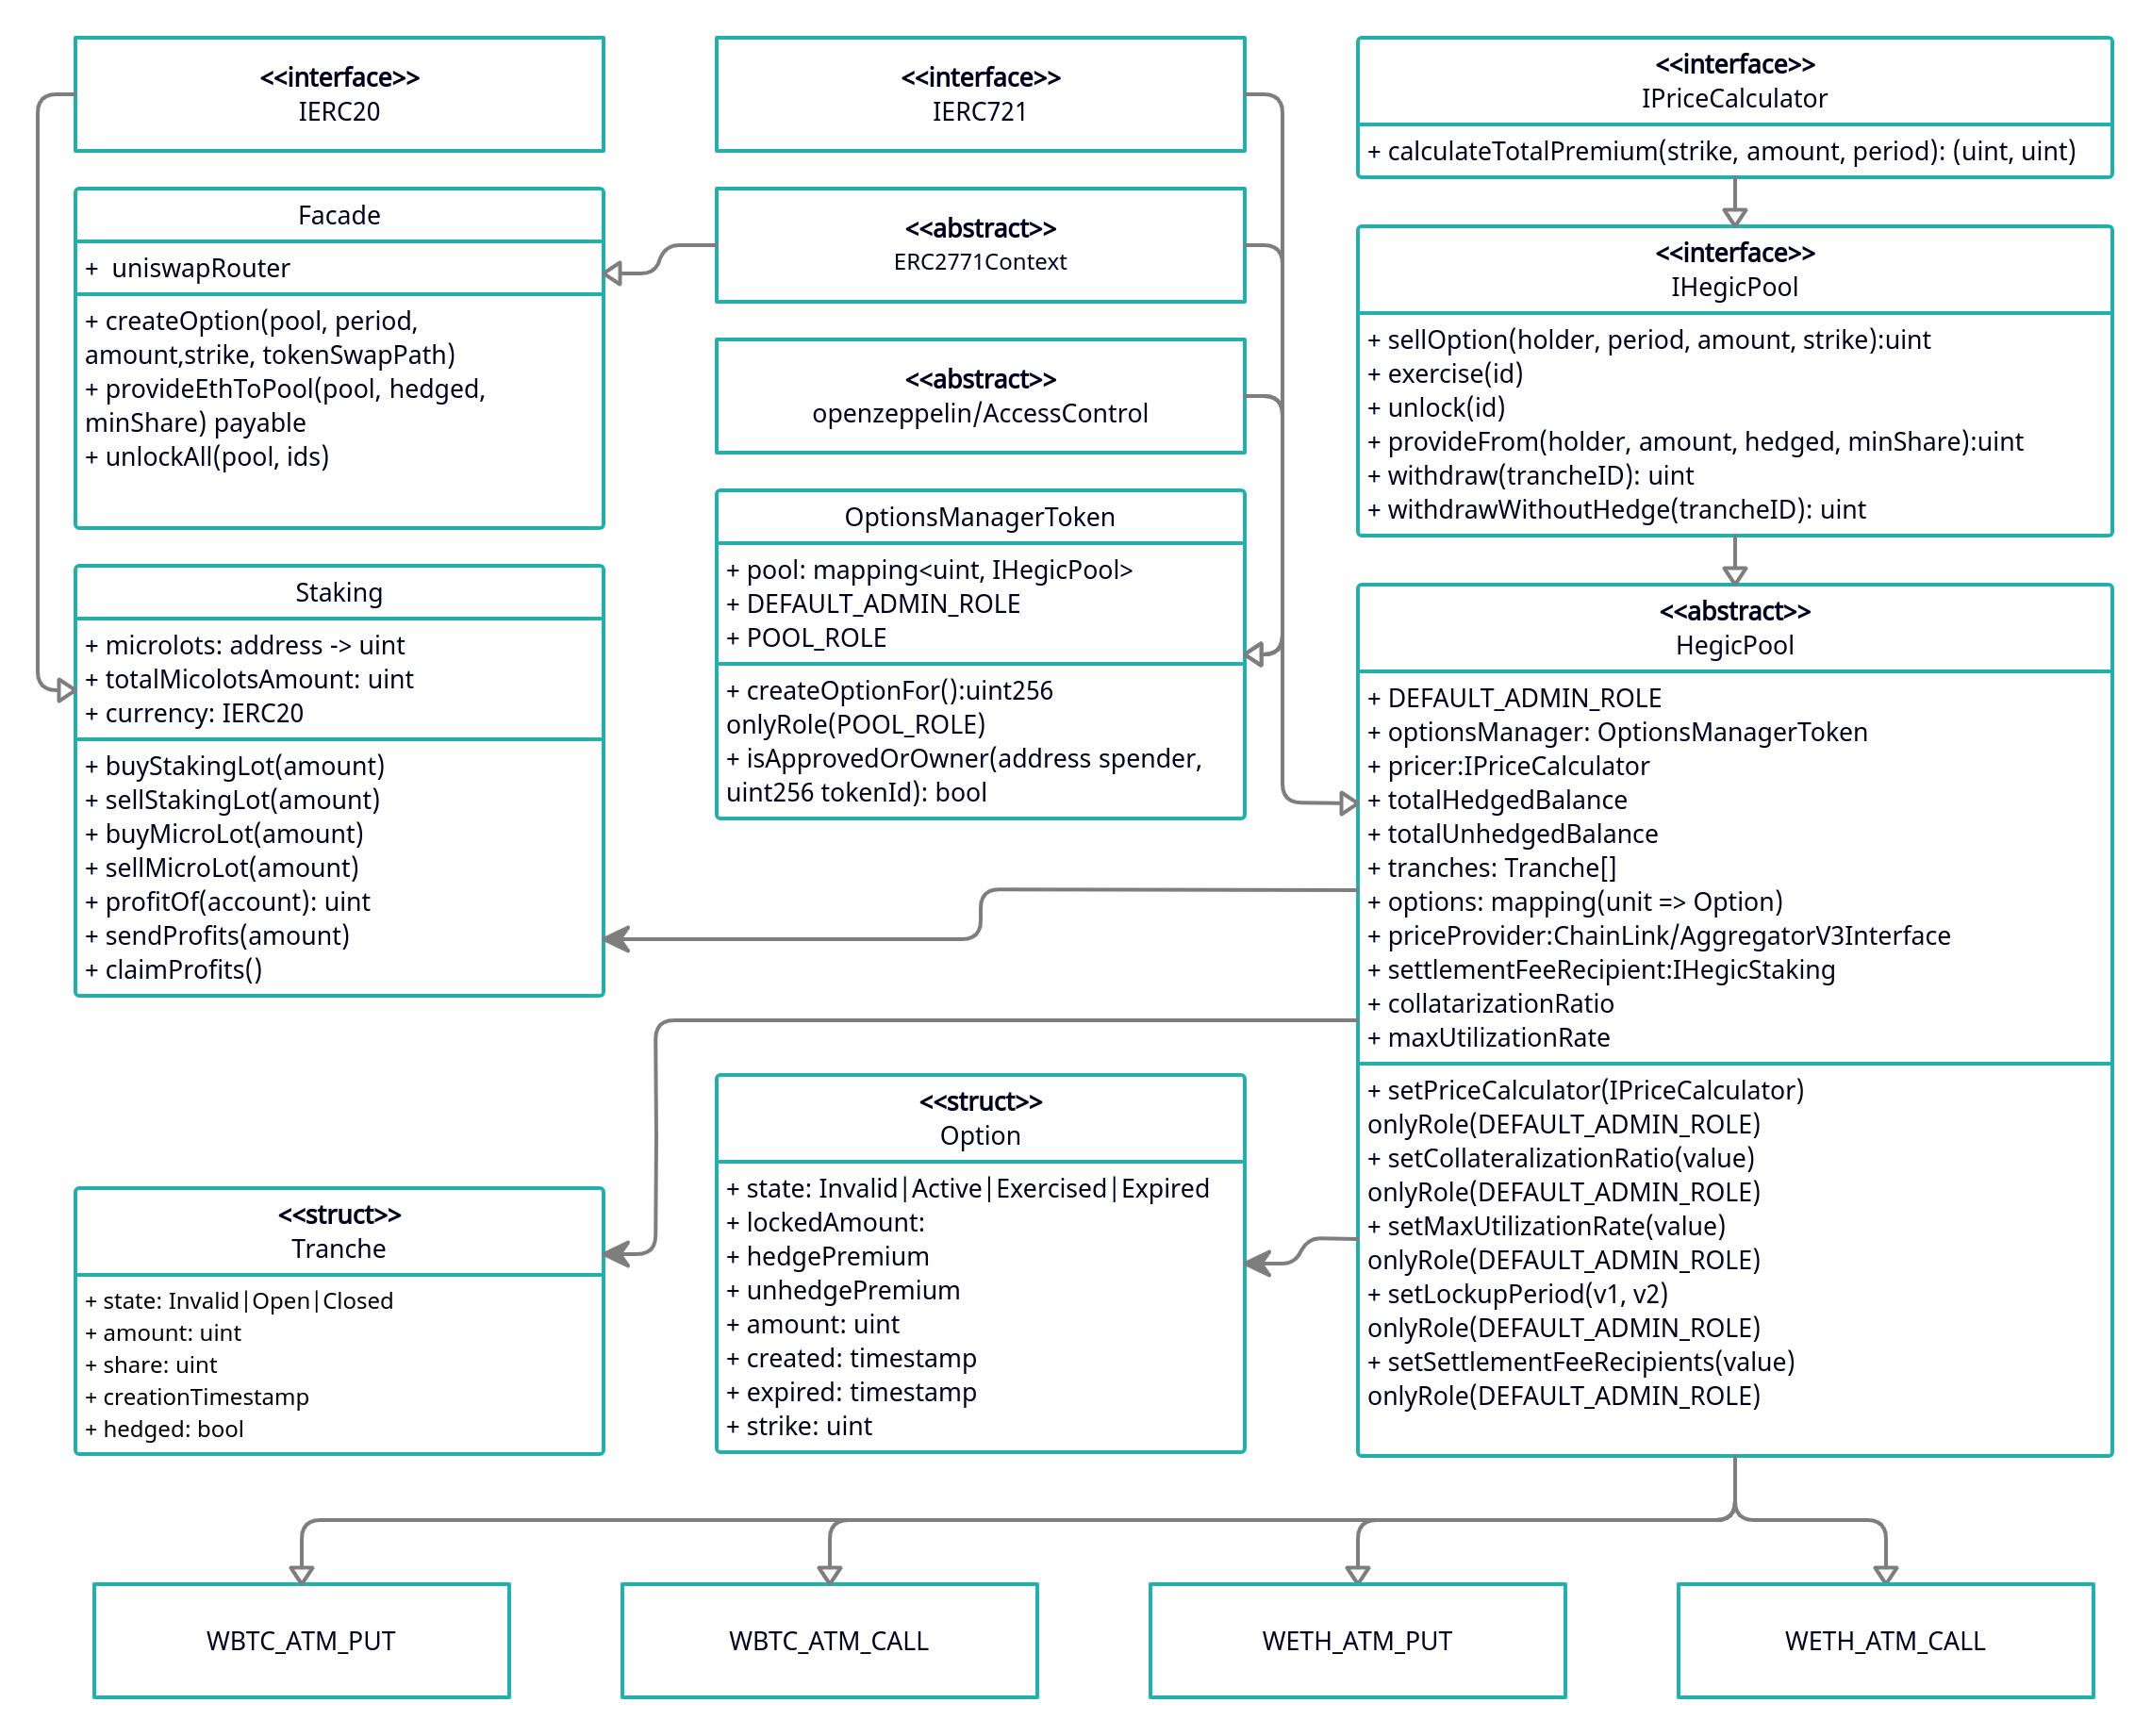 <<interface>>
IERC20
<<interface>>
IERC721
<<interface>>
IPriceCalculator
+ calculateTotalPremium(strike, amount, period): (uint, uint)
Facade
+  uniswapRouter
+ createOption(pool, period,
amount,strike, tokenSwapPath)
+ provideEthToPool(pool, hedged,
minShare) payable
+ unlockAll(pool, ids)
<<abstract>>
ERC2771Context
<<abstract>>
openzeppelin/AccessControl
<<interface>>
IHegicPool
+ sellOption(holder, period, amount, strike):uint
+ exercise(id)
+ unlock(id)
+ provideFrom(holder, amount, hedged, minShare):uint
+ withdraw(trancheID): uint
+ withdrawWithoutHedge(trancheID): uint
Staking
+ microlots: address -> uint
+ totalMicolotsAmount: uint
+ currency: IERC20
+ buyStakingLot(amount)
+ sellStakingLot(amount)
+ buyMicroLot(amount)
+ sellMicroLot(amount)
+ profitOf(account): uint
+ sendProfits(amount)
+ claimProfits()
OptionsManagerToken
+ pool: mapping<uint, IHegicPool>
+ DEFAULT_ADMIN_ROLE
+ POOL_ROLE
+ createOptionFor():uint256
onlyRole(POOL_ROLE)
+ isApprovedOrOwner(address spender,
uint256 tokenId): bool
<<abstract>>
HegicPool
+ DEFAULT_ADMIN_ROLE
+ optionsManager: OptionsManagerToken
+ pricer:IPriceCalculator
+ totalHedgedBalance
+ totalUnhedgedBalance
+ tranches: Tranche[]
+ options: mapping(unit => Option)
+ priceProvider:ChainLink/AggregatorV3Interface
+ settlementFeeRecipient:IHegicStaking
+ collatarizationRatio
+ maxUtilizationRate
+ setPriceCalculator(IPriceCalculator)
onlyRole(DEFAULT_ADMIN_ROLE)
+ setCollateralizationRatio(value)
onlyRole(DEFAULT_ADMIN_ROLE)
+ setMaxUtilizationRate(value)
onlyRole(DEFAULT_ADMIN_ROLE)
+ setLockupPeriod(v1, v2)
onlyRole(DEFAULT_ADMIN_ROLE)
+ setSettlementFeeRecipients(value)
onlyRole(DEFAULT_ADMIN_ROLE)
<<struct>>
Tranche
+ state: Invalid|Open|Closed
+ amount: uint
+ share: uint
+ creationTimestamp
+ hedged: bool
<<struct>>
Option
+ state: Invalid|Active|Exercised|Expired
+ lockedAmount:
+ hedgePremium
+ unhedgePremium
+ amount: uint
+ created: timestamp
+ expired: timestamp
+ strike: uint
WBTC_ATM_PUT
WBTC_ATM_CALL
WETH_ATM_PUT
WETH_ATM_CALL